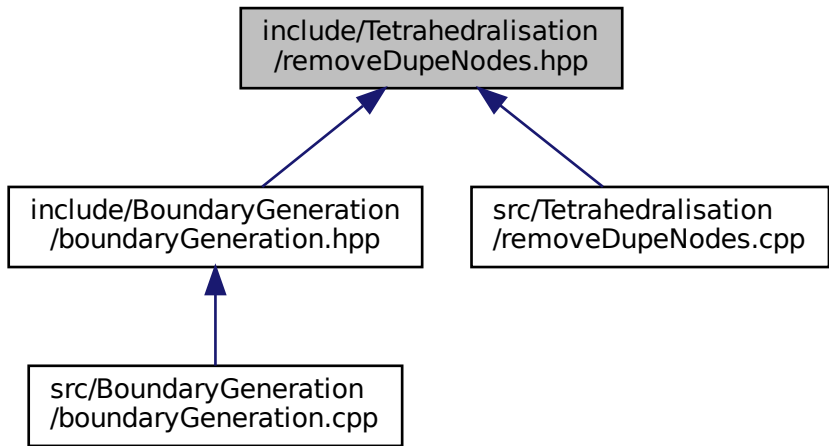 include/Tetrahedralisation
/removeDupeNodes.hpp
include/BoundaryGeneration
/boundaryGeneration.hpp
src/Tetrahedralisation
/removeDupeNodes.cpp
src/BoundaryGeneration
/boundaryGeneration.cpp